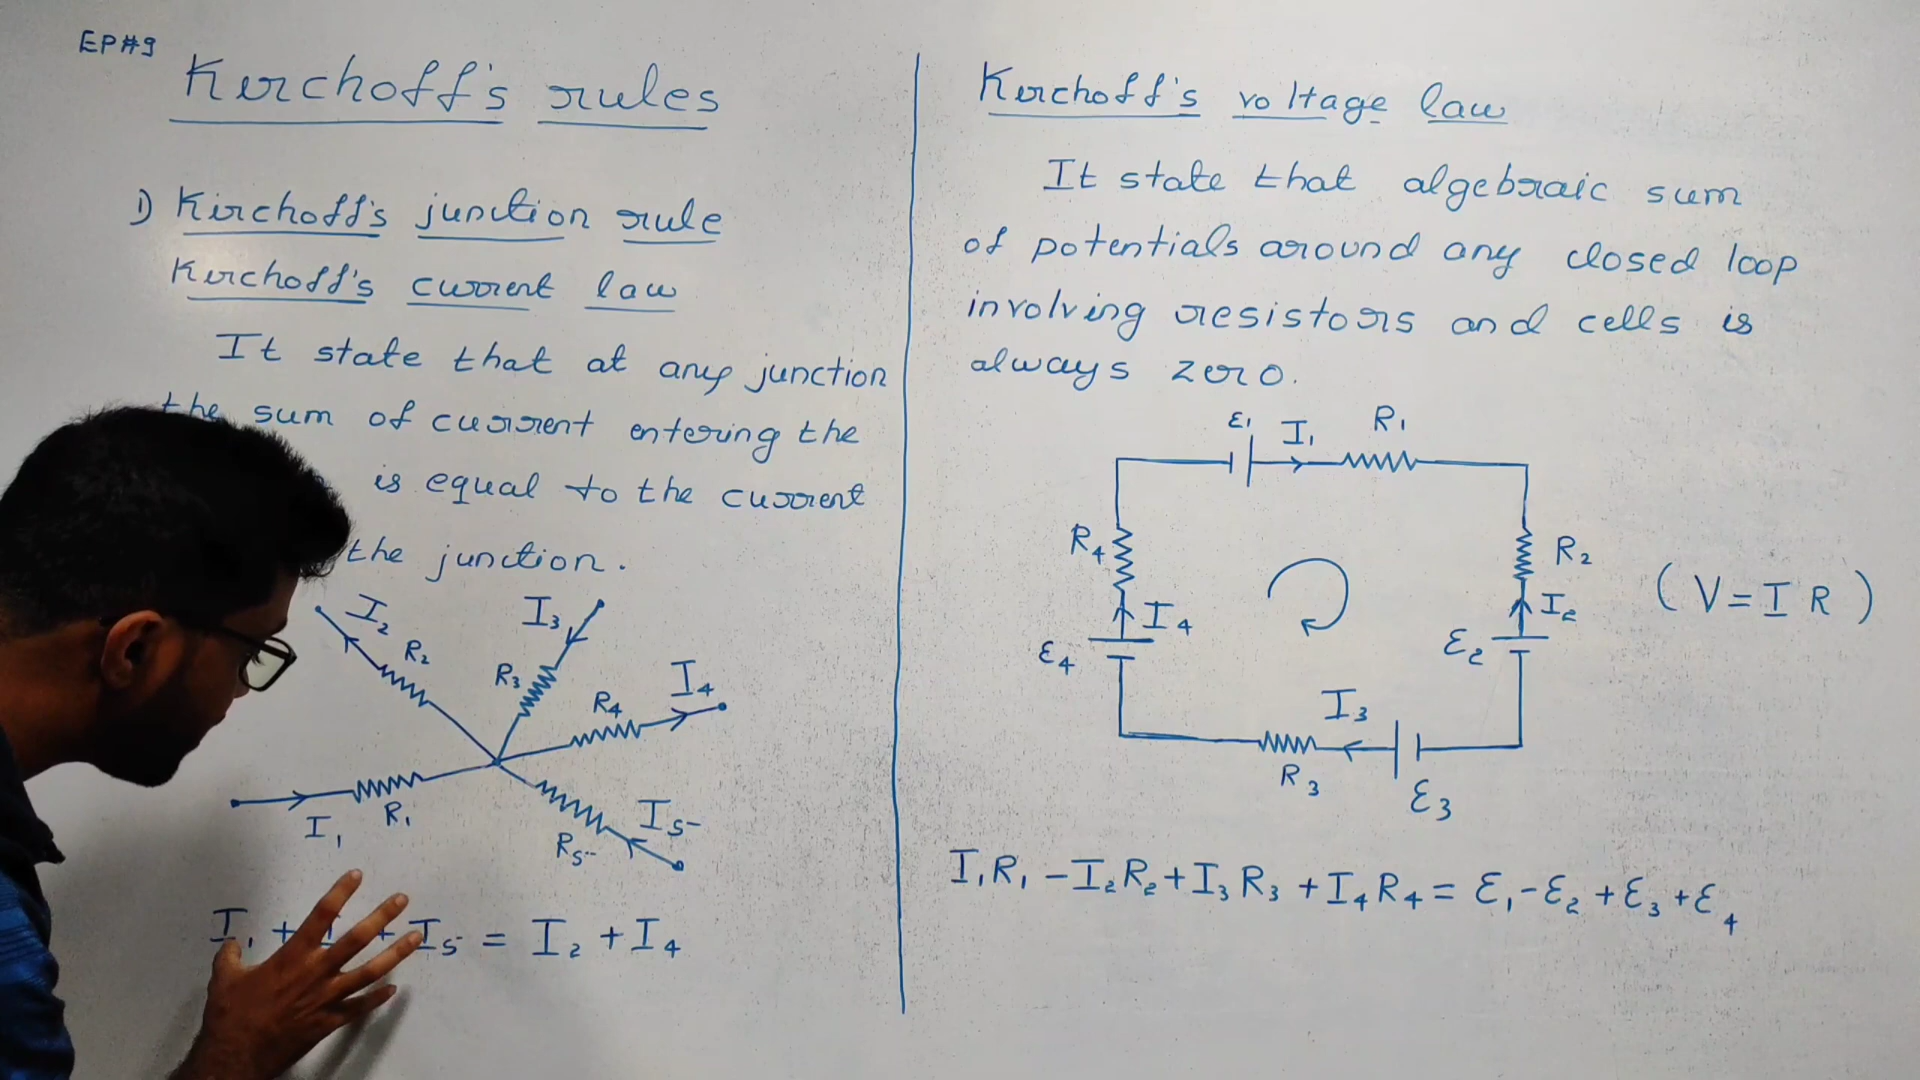 EP#9
Kirchoff's rules
1) Kirchoff's junction rule
Kirchoff's current law
It state that at any junction
the sum of current entering the
is equal to the current
the junction.
I₂
R₂
I₃
R₃
R₄
I₄
I₁
R₁
R₅
I₅
I₁ + + I₅ = I₂ + I₄
Kirchoff's voltage law
It state that algebraic sum
of potentials around any closed loop
involving resistors and cells is
always zero.
ε₁ I₁ R₁
R₄
R₂
I₄
I₂
ε₄
ε₂
(V = I R)
I₃
R₃
ε₃
I₁R₁ - I₂R₂ + I₃R₃ + I₄R₄ = ε₁ - ε₂ + ε₃ + ε₄